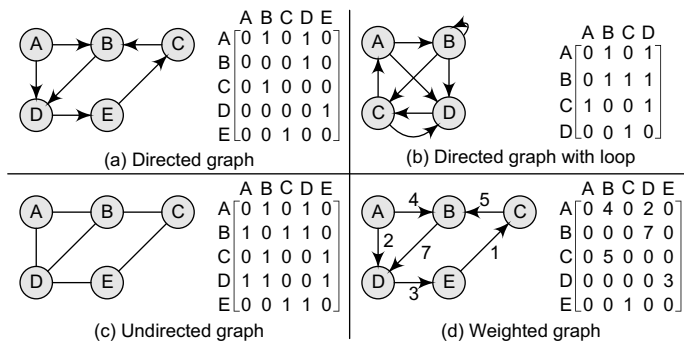 A B C
D E
A B C D E
A 0 1 0 1 0
B 0 0 0 1 0
C 0 1 0 0 0
D 0 0 0 0 1
E 0 0 1 0 0
(a) Directed graph
A B
C D
A B C D
A 0 1 0 1
B 0 1 1 1
C 1 0 0 1
D 0 0 1 0
(b) Directed graph with loop
A B C
D E
A B C D E
A 0 1 0 1 0
B 1 0 1 1 0
C 0 1 0 0 1
D 1 1 0 0 1
E 0 0 1 1 0
(c) Undirected graph
A 4 B 5 C
2 7 1
D 3 E
A B C D E
A 0 4 0 2 0
B 0 0 0 7 0
C 0 5 0 0 0
D 0 0 0 0 3
E 0 0 1 0 0
(d) Weighted graph